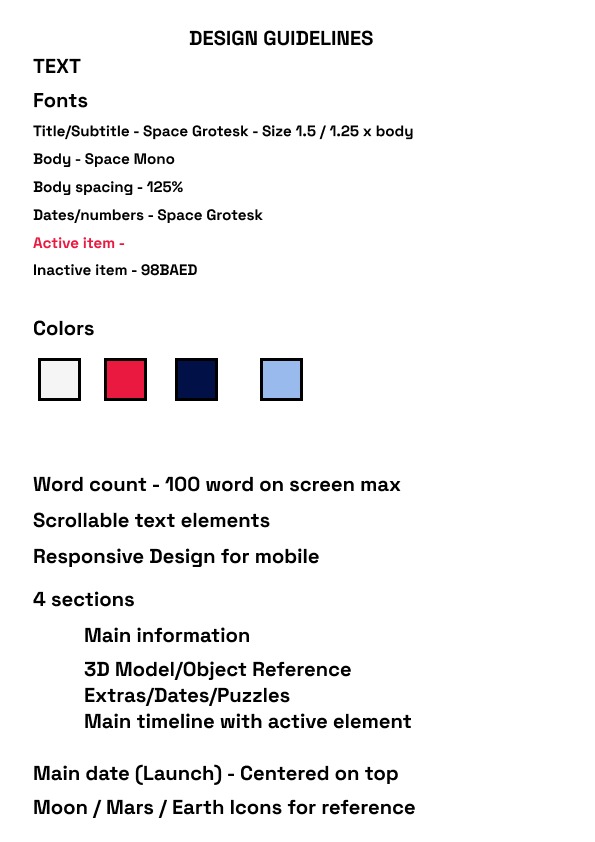 DESIGN GUIDELINES
TEXT
Fonts
Title/Subtitle - Space Grotesk - Size 1.5 / 1.25 x body
Body - Space Mono
Body spacing - 125%
Dates/numbers - Space Grotesk
Active item -
Inactive item - 98BAED
Colors
Word count - 100 word on screen max
Scrollable text elements
Responsive Design for mobile
4 sections
Main information
3D Model/Object Reference
Extras/Dates/Puzzles
Main timeline with active element
Main date (Launch) - Centered on top
Moon / Mars / Earth Icons for reference